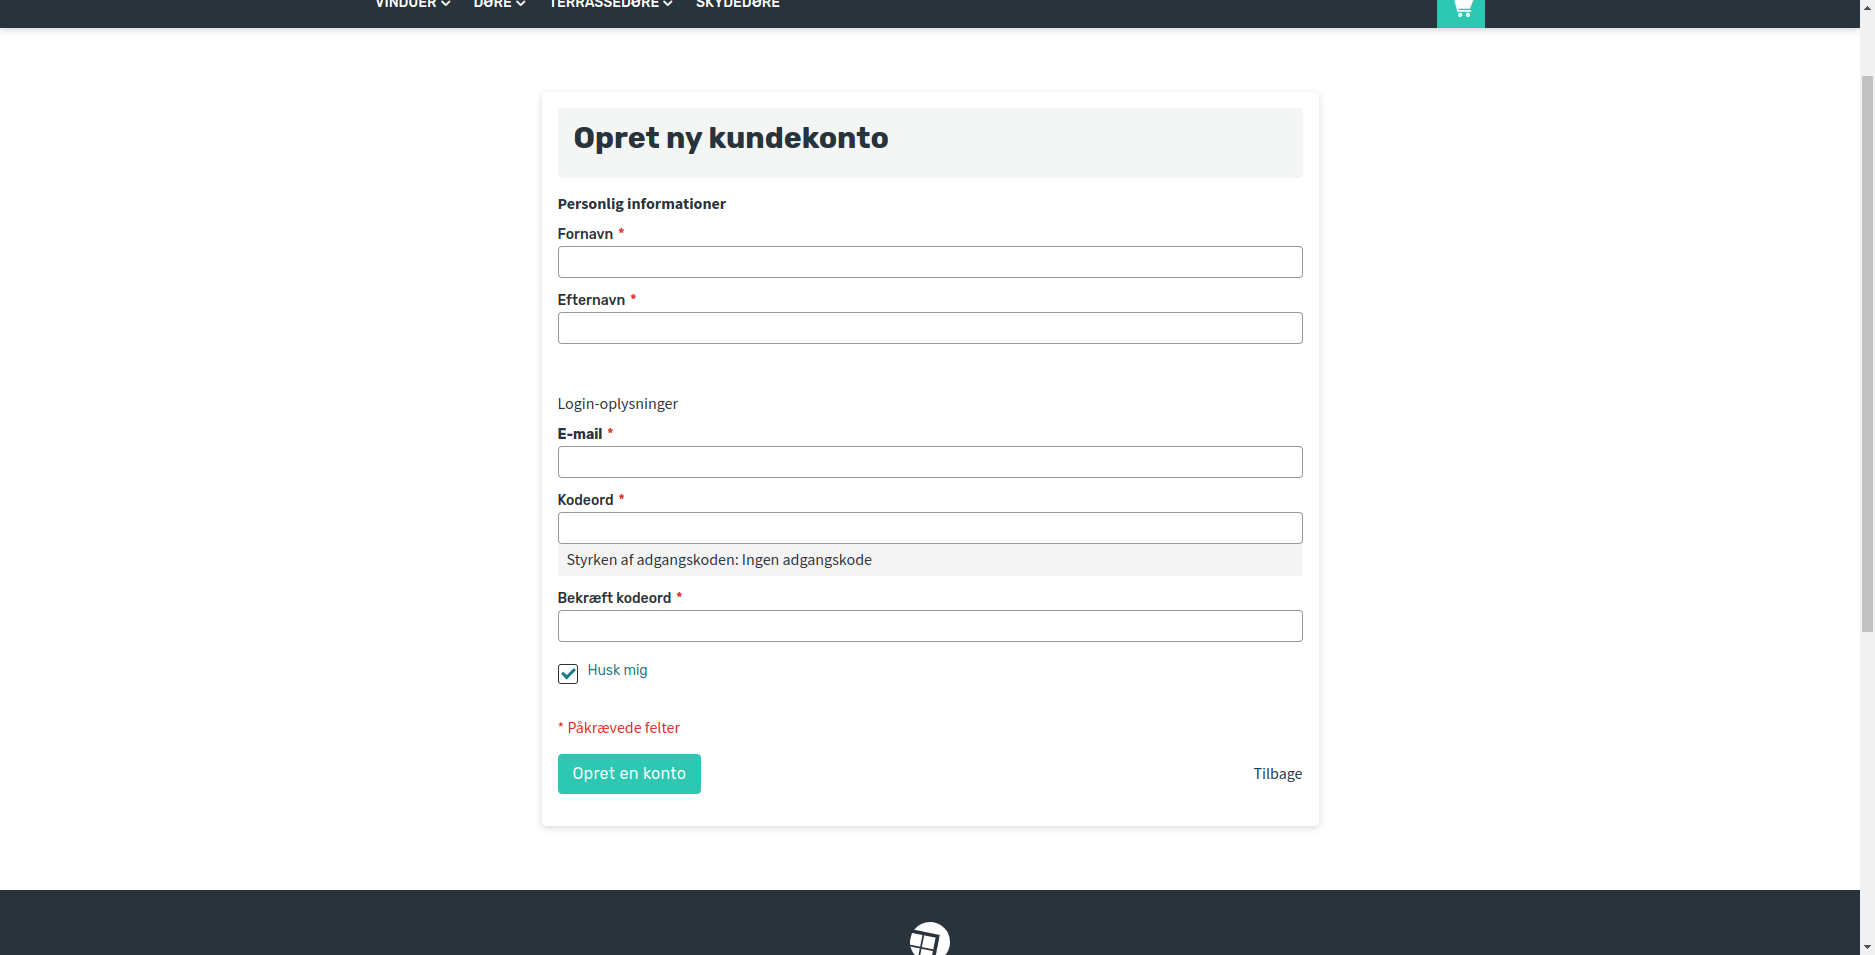 VINDUER DØRE TERRASSEDØRE SKYDEDØRE
Opret ny kundekonto
Personlig informationer
Fornavn *
Efternavn *
Login-oplysninger
E-mail *
Kodeord *
Styrken af adgangskoden: Ingen adgangskode
Bekræft kodeord *
Husk mig
* Påkrævede felter
Opret en konto
Tilbage